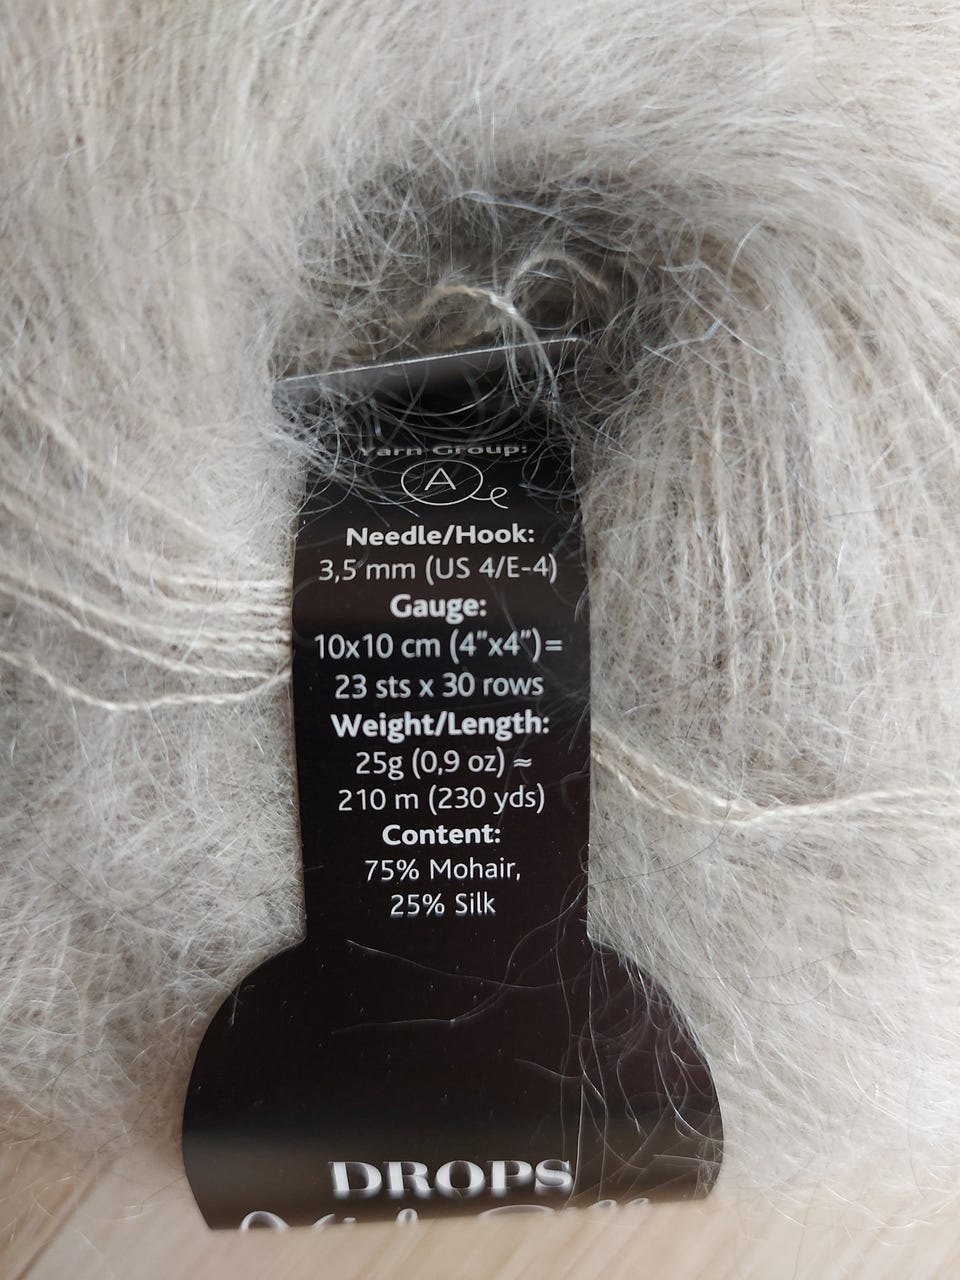 Yarn Group:
A
Needle/Hook:
3,5 mm (US 4/E-4)
Gauge:
10x10 cm (4”x4”)=
23 sts x 30 rows
Weight/Length:
25g (0,9 oz) ≈
210 m (230 yds)
Content:
75% Mohair,
25% Silk
DROPS